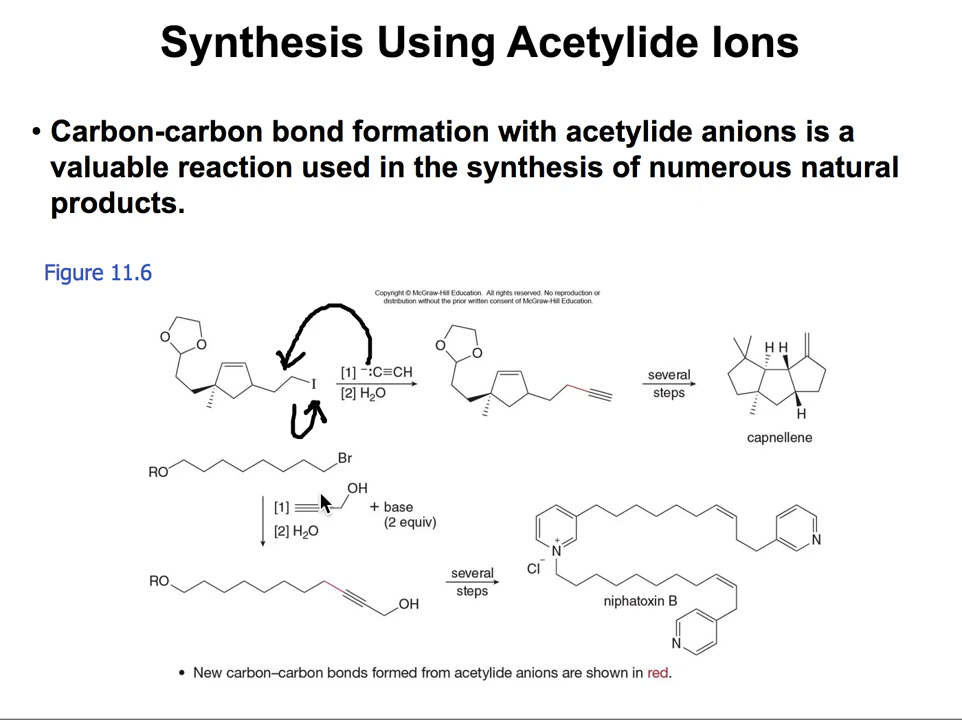 Synthesis Using Acetylide Ions
• Carbon-carbon bond formation with acetylide anions is a
valuable reaction used in the synthesis of numerous natural
products.
Figure 11.6
Copyright © McGraw-Hill Education. All rights reserved. No reproduction or
distribution without the prior written consent of McGraw-Hill Education.
O
O
I
[1] ⁻:C≡CH
[2] H₂O
O
O
several
steps
H H
H
capnellene
RO
Br
[1]
OH
+ base
(2 equiv)
[2] H₂O
RO
OH
several
steps
N
+
N
Cl⁻
niphatoxin B
N
• New carbon–carbon bonds formed from acetylide anions are shown in red.